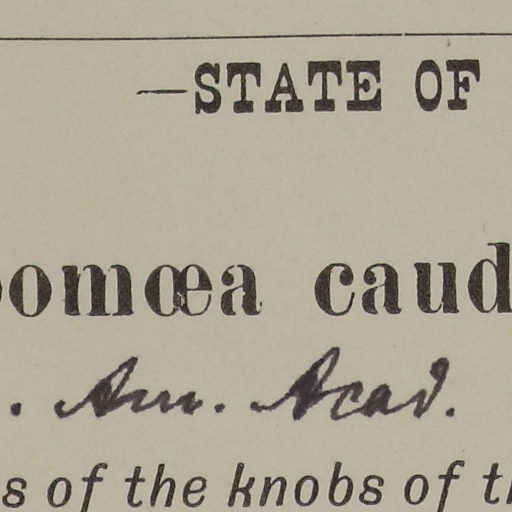 —STATE OF
omœa caud
. Am. Acad.
s of the knobs of t